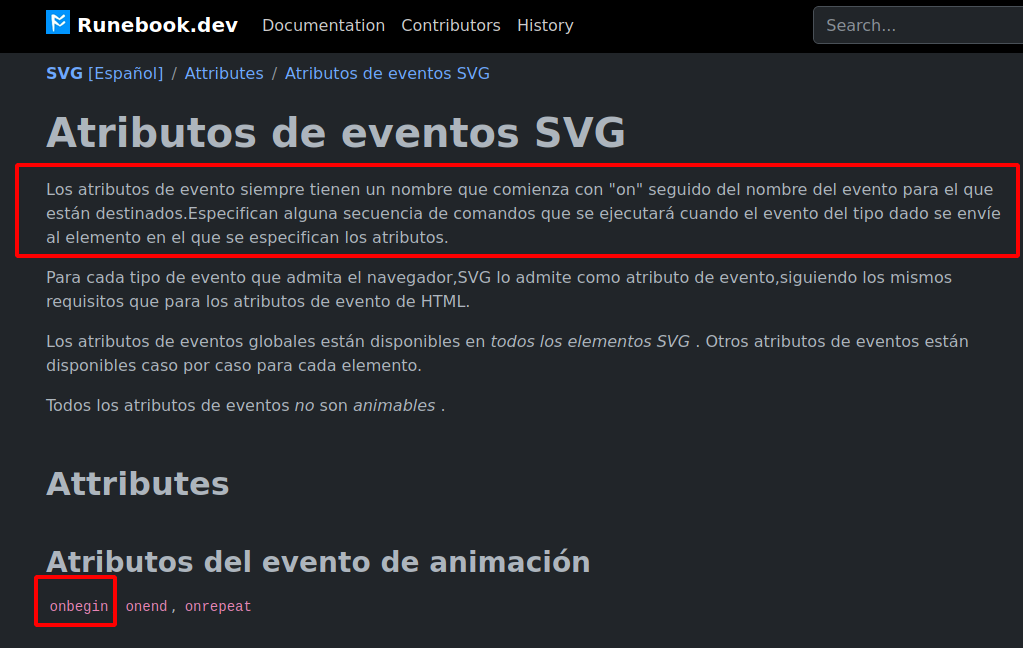 Runebook.dev Documentation Contributors History Search...
SVG [Español] / Attributes / Atributos de eventos SVG
Atributos de eventos SVG
Los atributos de evento siempre tienen un nombre que comienza con "on" seguido del nombre del evento para el que
están destinados.Especifican alguna secuencia de comandos que se ejecutará cuando el evento del tipo dado se envíe
al elemento en el que se especifican los atributos.
Para cada tipo de evento que admita el navegador,SVG lo admite como atributo de evento,siguiendo los mismos
requisitos que para los atributos de evento de HTML.
Los atributos de eventos globales están disponibles en todos los elementos SVG . Otros atributos de eventos están
disponibles caso por caso para cada elemento.
Todos los atributos de eventos no son animables .
Attributes
Atributos del evento de animación
onbegin onend, onrepeat